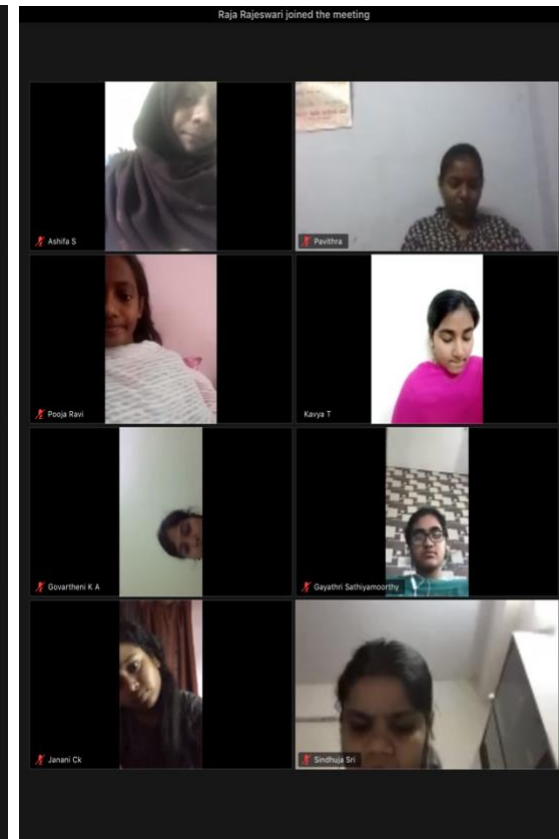 Raja Rajeswari joined the meeting
Ashifa S
Pavithra
Pooja Ravi
Kavya T
Govartheni K A
Gayathri Sathiyamoorthy
Janani Ck
Sindhuja Sri